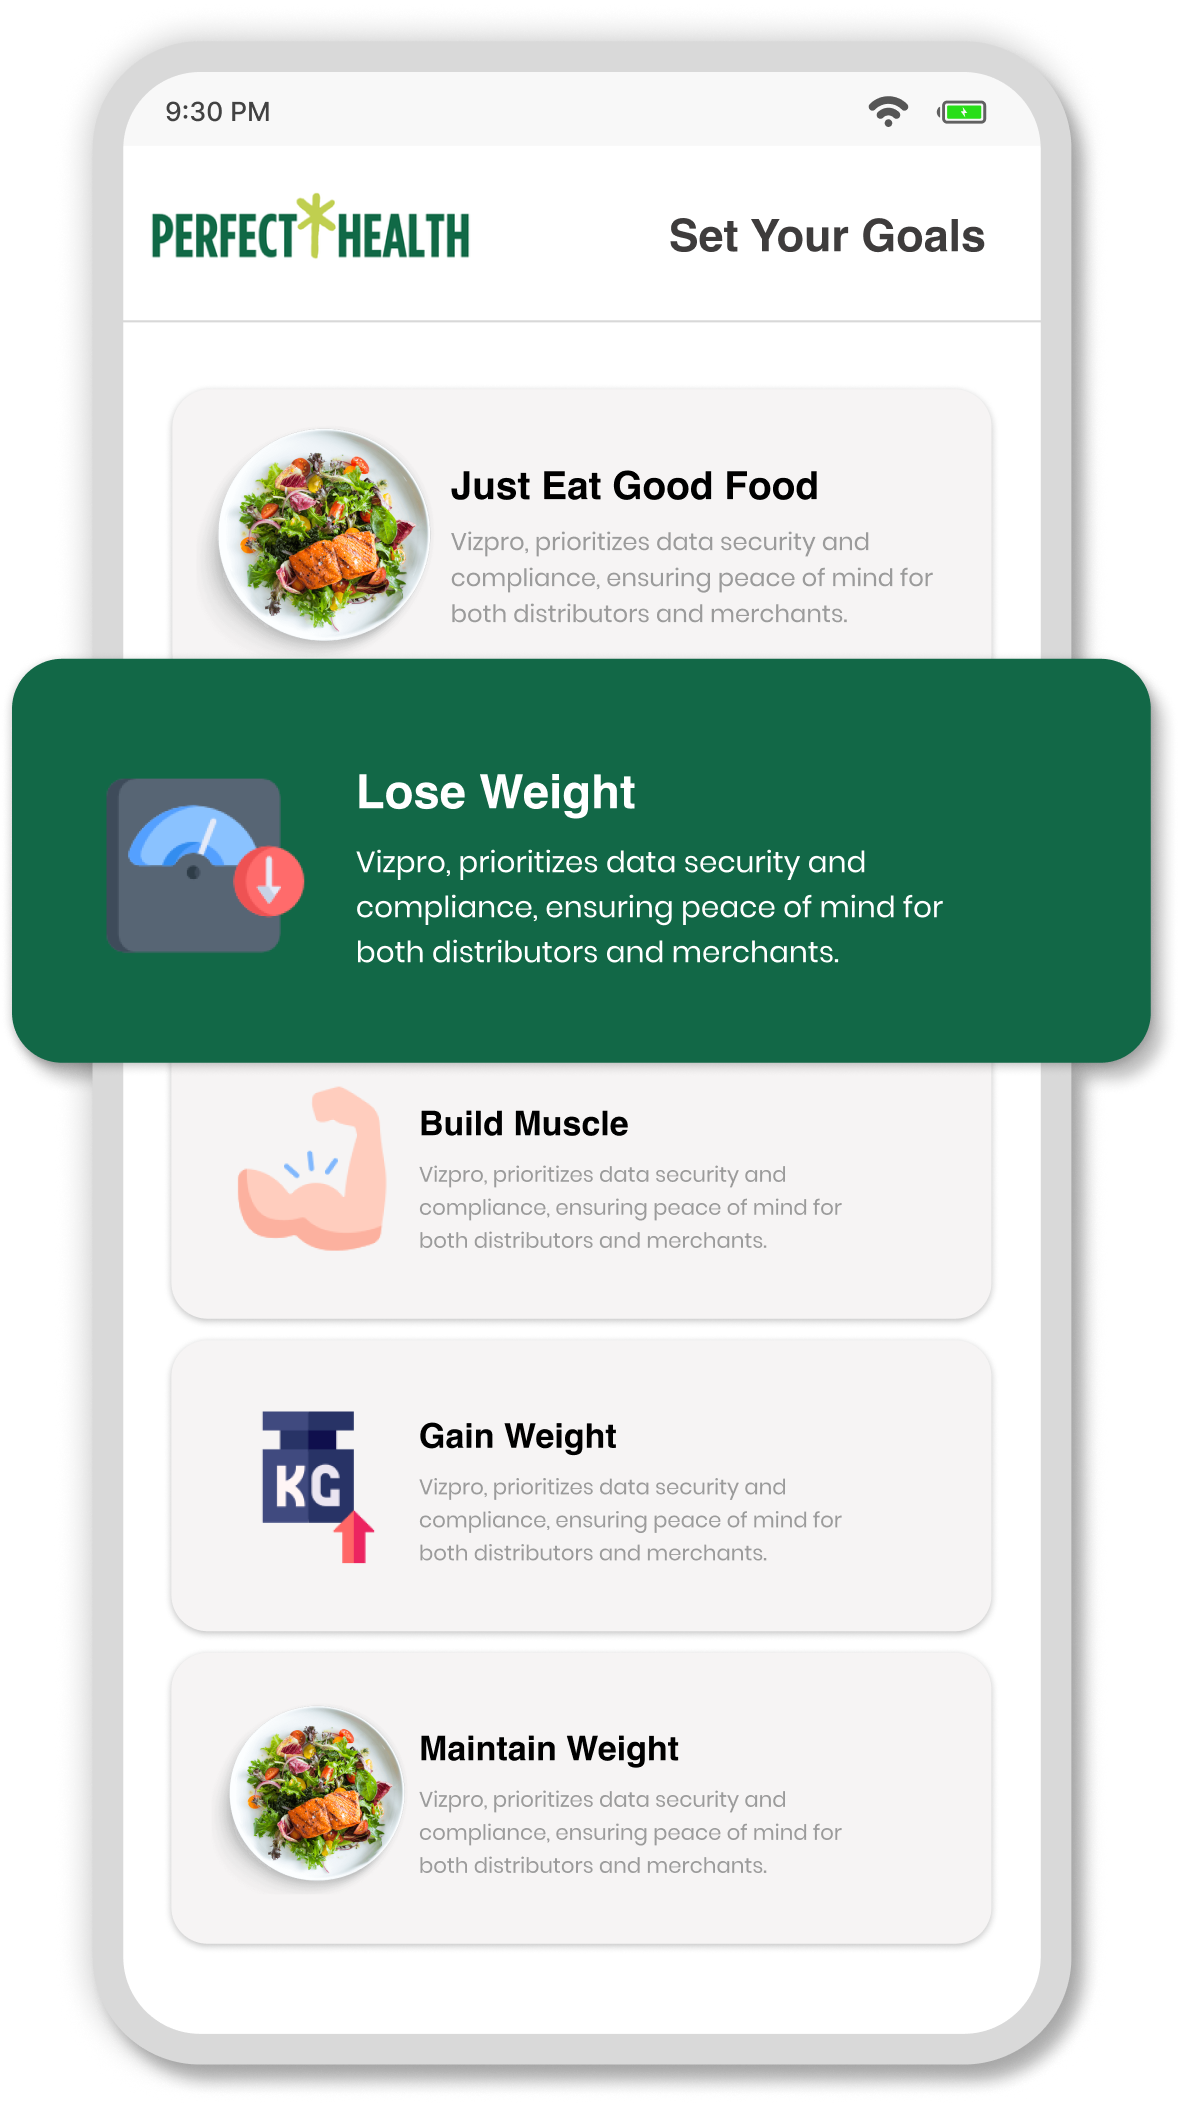 9:30 PM
PERFECT HEALTH
Set Your Goals
Just Eat Good Food
Vizpro, prioritizes data security and
compliance, ensuring peace of mind for
both distributors and merchants.
Lose Weight
Vizpro, prioritizes data security and
compliance, ensuring peace of mind for
both distributors and merchants.
Build Muscle
Vizpro, prioritizes data security and
compliance, ensuring peace of mind for
both distributors and merchants.
KG
Gain Weight
Vizpro, prioritizes data security and
compliance, ensuring peace of mind for
both distributors and merchants.
Maintain Weight
Vizpro, prioritizes data security and
compliance, ensuring peace of mind for
both distributors and merchants.